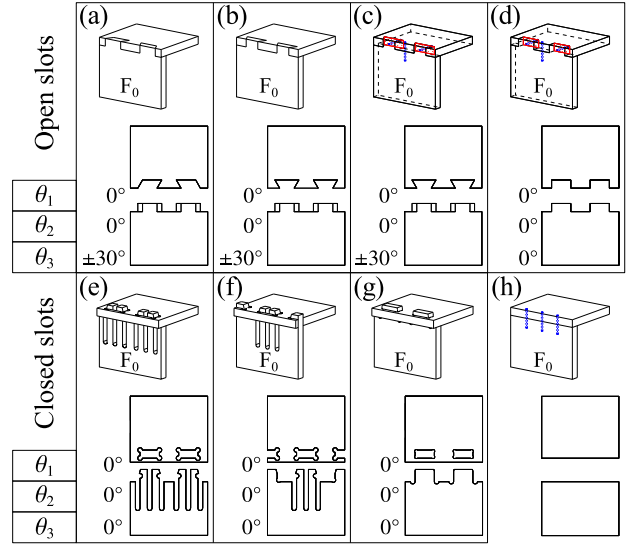 Open slots
(a) (b) (c) (d)
F₀ F₀ F₀ F₀
θ₁ 0° 0° 0° 0°
θ₂ 0° 0° 0° 0°
θ₃ ±30° ±30° ±30° 0°
Closed slots
(e) (f) (g) (h)
F₀ F₀ F₀ F₀
θ₁ 0° 0° 0°
θ₂ 0° 0° 0°
θ₃ 0° 0° 0°